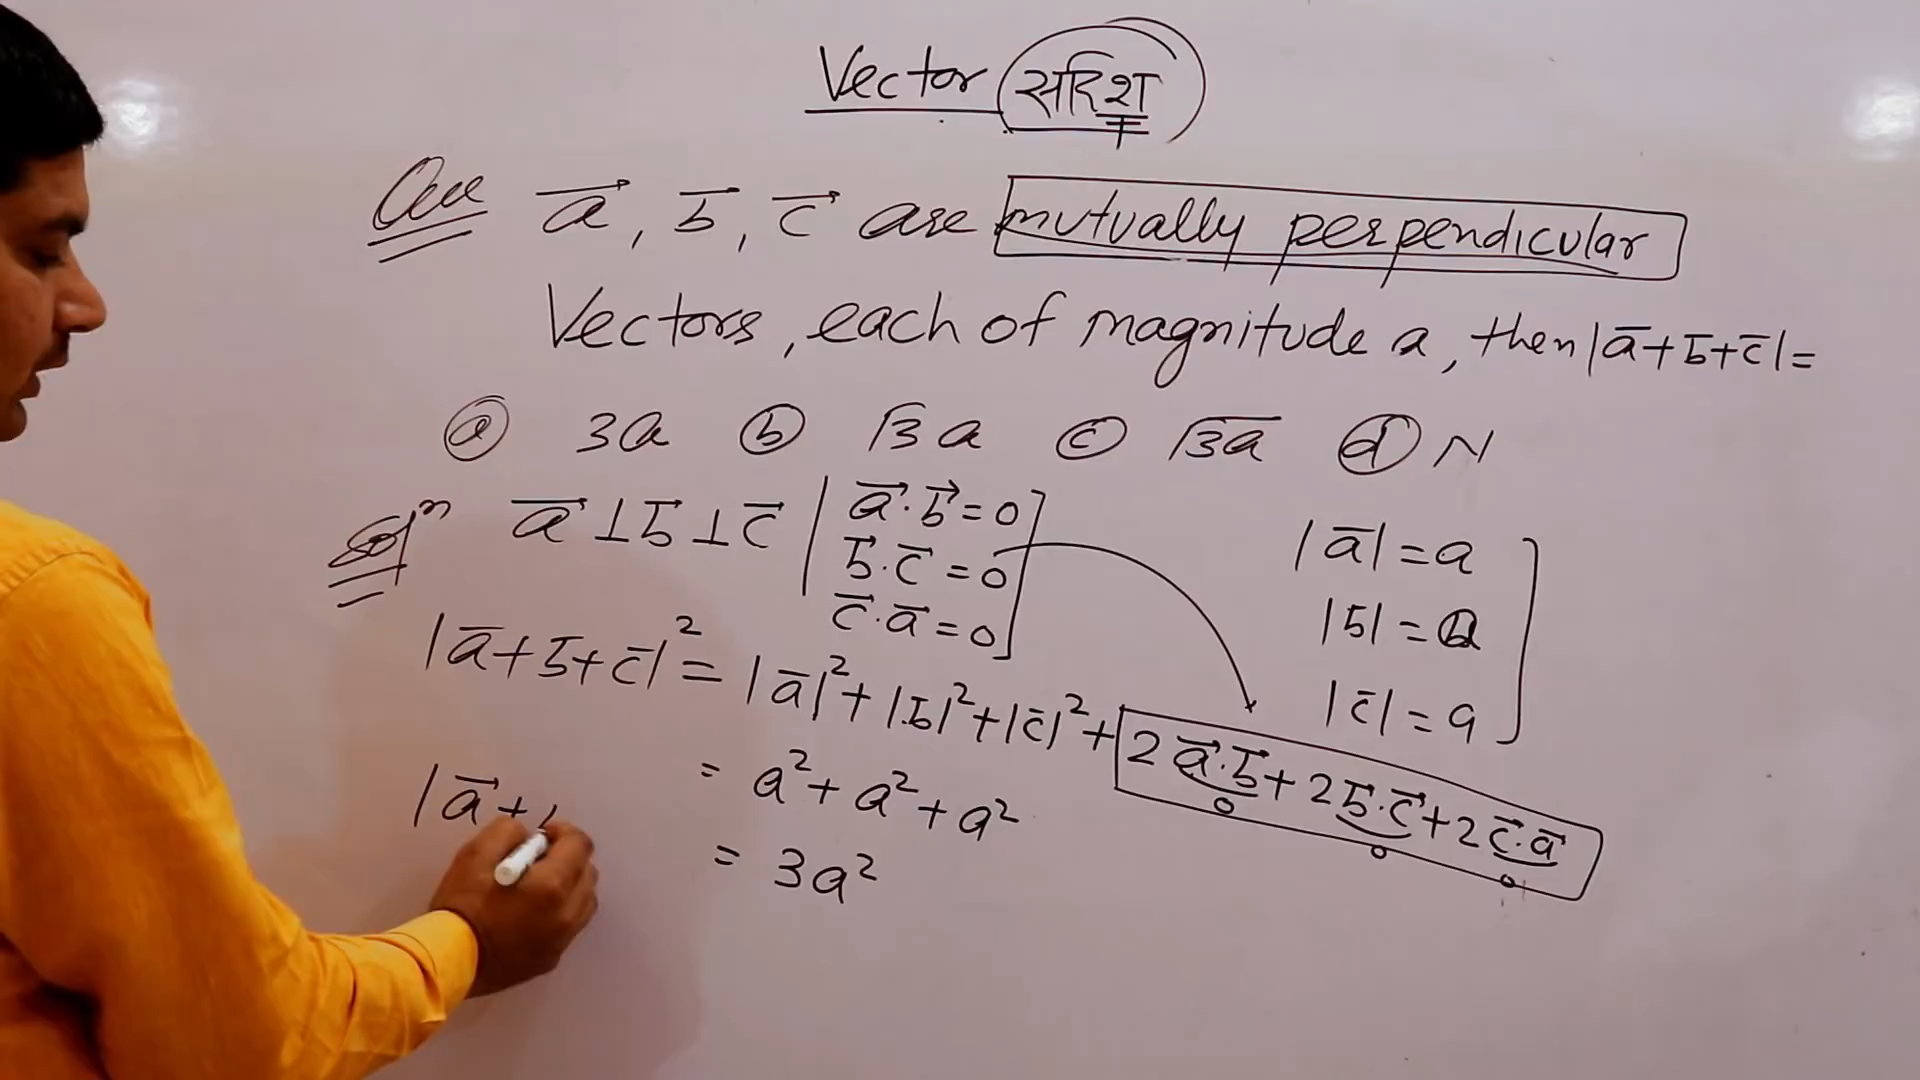 Vector सदिश
Que a⃗, b⃗, c⃗ are mutually perpendicular
Vectors, each of magnitude a, then |a̅+b̅+c̅|=
ⓐ 3a ⓑ √3 a ⓒ √3a ⓓ N
Solⁿ a⃗ ⊥ b⃗ ⊥ c⃗
a⃗·b⃗=0
b⃗·c⃗=0
c⃗·a⃗=0
|a̅|=a
|b̅|=a
|c̅|=a
|a̅+b̅+c̅|²=|a̅|²+|b̅|²+|c̅|²+2a⃗·b⃗+2b⃗·c⃗+2c⃗·a⃗
0 0 0
= a²+a²+a²
= 3a²
|a⃗+